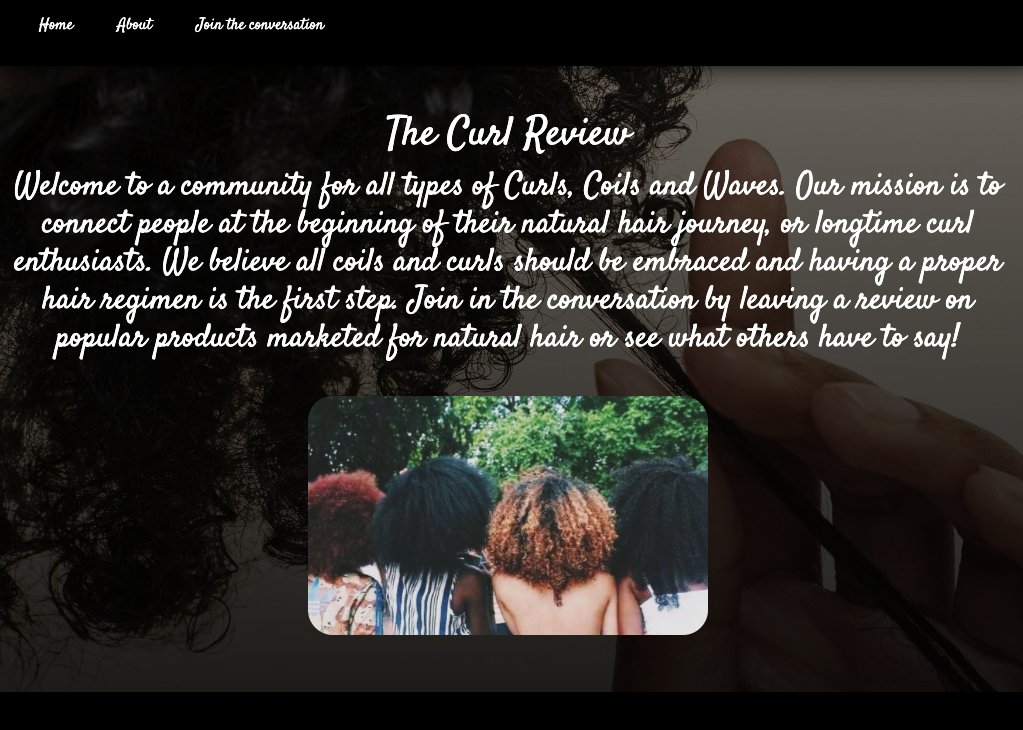 Home About Join the conversation
The Curl Review
Welcome to a community for all types of Curls, Coils and Waves. Our mission is to
connect people at the beginning of their natural hair journey, or longtime curl
enthusiasts. We believe all coils and curls should be embraced and having a proper
hair regimen is the first step. Join in the conversation by leaving a review on
popular products marketed for natural hair or see what others have to say!